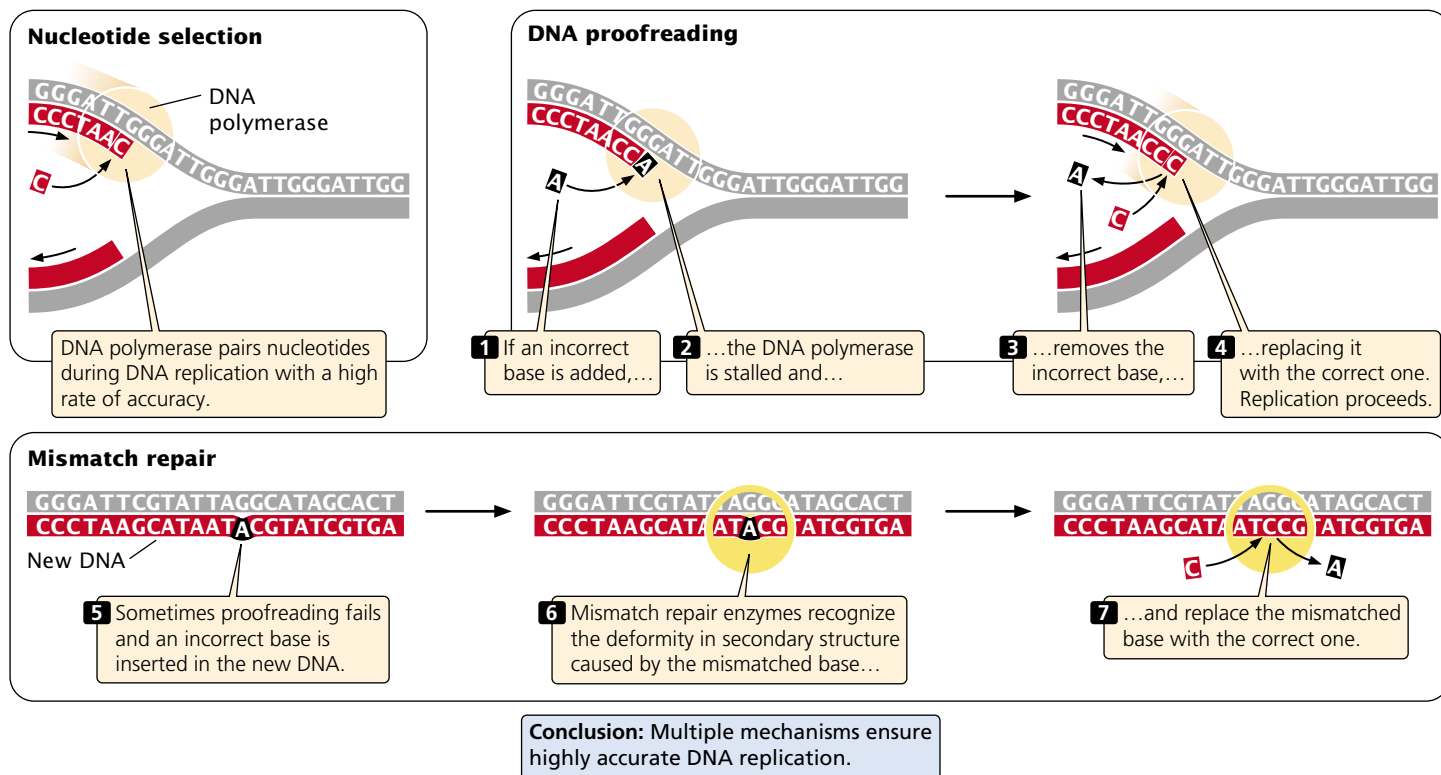 Nucleotide selection
GGGATTGGGATTGGGATTGGGATTGG
CCCTAAC
DNA
polymerase
C
DNA polymerase pairs nucleotides
during DNA replication with a high
rate of accuracy.
DNA proofreading
GGGATTGGGATTGGGATTGGGATTGG
CCCTAACCA
A
1 If an incorrect
base is added,…
2 …the DNA polymerase
is stalled and…
GGGATTGGGATTGGGATTGGGATTGG
CCCTAACCC
A
C
3 …removes the
incorrect base,…
4 …replacing it
with the correct one.
Replication proceeds.
Mismatch repair
GGGATTCGTATTAGGCATAGCACT
CCCTAAGCATAATACGTATCGTGA
New DNA
5 Sometimes proofreading fails
and an incorrect base is
inserted in the new DNA.
GGGATTCGTATTAGGCATAGCACT
CCCTAAGCATAATACGTATCGTGA
6 Mismatch repair enzymes recognize
the deformity in secondary structure
caused by the mismatched base…
GGGATTCGTATTAGGCATAGCACT
CCCTAAGCATAATCCGTATCGTGA
C
A
7 …and replace the mismatched
base with the correct one.
Conclusion: Multiple mechanisms ensure
highly accurate DNA replication.